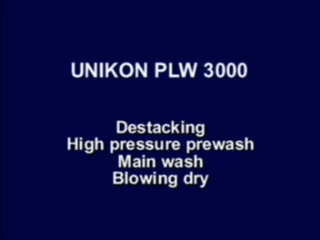 UNIKON PLW 3000
Destacking
High pressure prewash
Main wash
Blowing dry